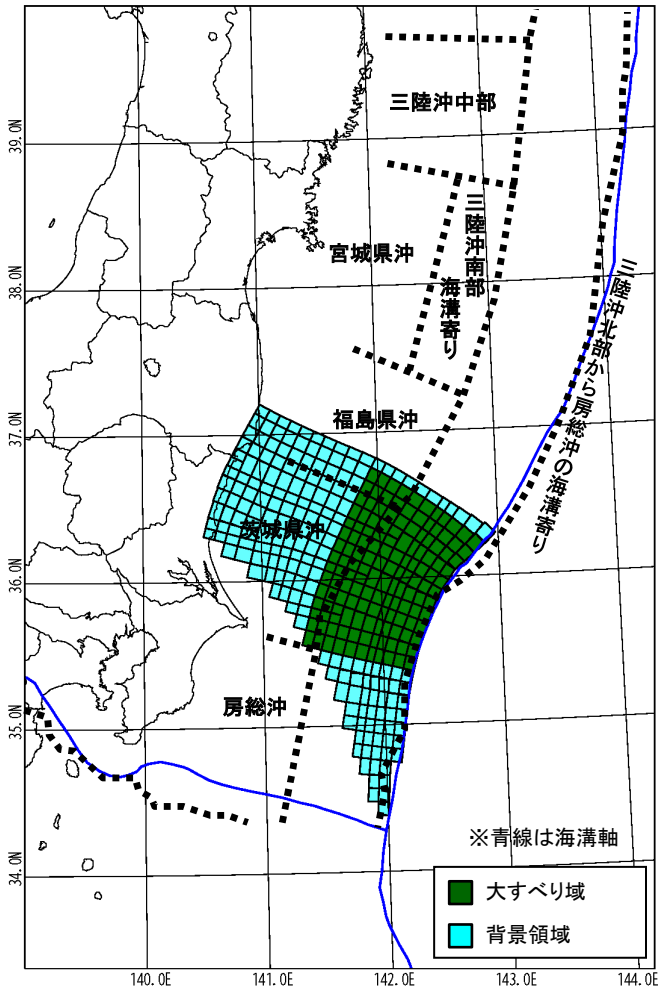 三陸沖中部
39.0N
三陸沖南部
海溝寄り
宮城県沖
38.0N
三陸沖北部から房総沖の海溝寄り
福島県沖
37.0N
茨城県沖
36.0N
房総沖
35.0N
※青線は海溝軸
34.0N
大すべり域
背景領域
140.0E
141.0E
142.0E
143.0E
144.0E